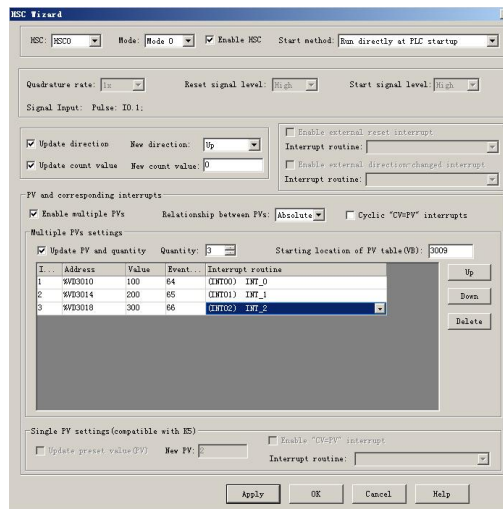 HSC Wizard
HSC: HSC0 Mode: Mode 0 Enable HSC Start method: Run directly at PLC startup
Quadrature rate: 1x Reset signal level: High Start signal level: High
Signal Input: Pulse: I0.1;
Update direction New direction: Up
Update count value New count value: 0
Enable external reset interrupt
Interrupt routine:
Enable external direction-changed interrupt
Interrupt routine:
PV and corresponding interrupts
Enable multiple PVs Relationship between PVs: Absolute Cyclic "CV=PV" interrupts
Multiple PVs settings
Update PV and quantity Quantity: 3 Starting location of PV table(VB): 3009
I... Address Value Event... Interrupt routine
1 %VD3010 100 64 (INT00) INT_0
2 %VD3014 200 65 (INT01) INT_1
3 %VD3018 300 66 (INT02) INT_2
Up
Down
Delete
Single PV settings(compatible with K5)
Update preset value(PV) New PV: 2
Enable "CV=PV" interrupt
Interrupt routine:
Apply OK Cancel Help